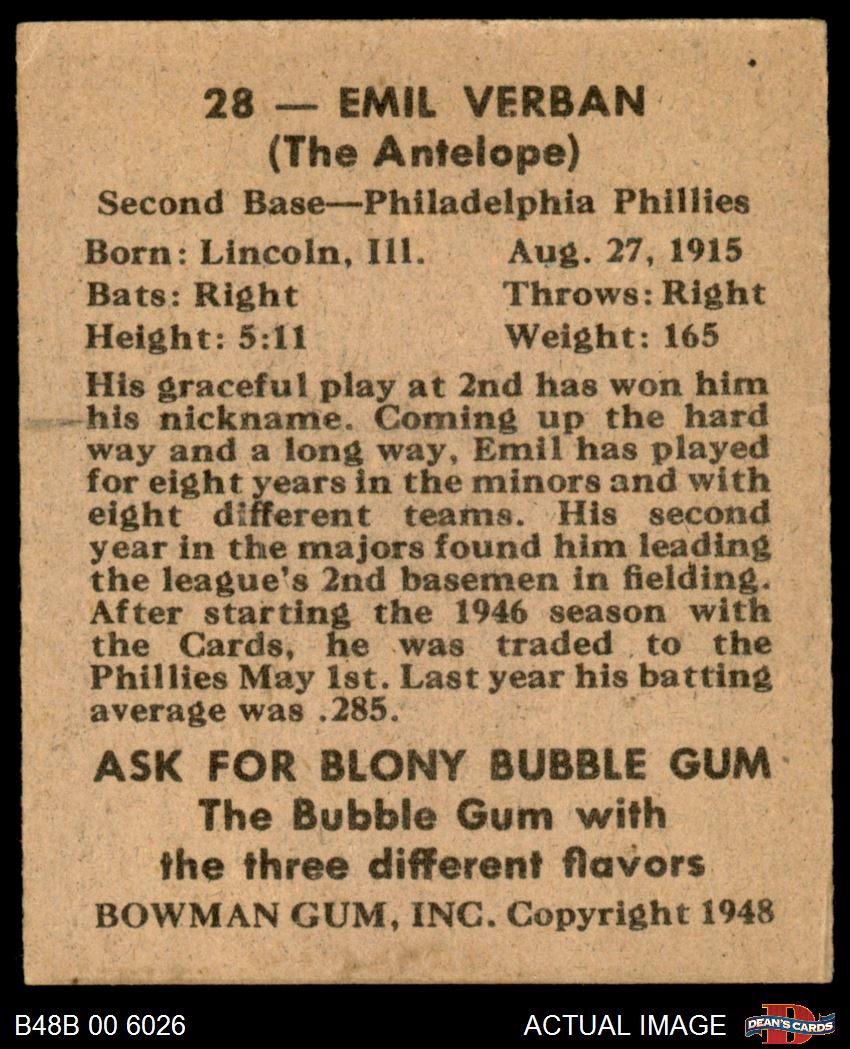 28 — EMIL VERBAN
(The Antelope)
Second Base—Philadelphia Phillies
Born: Lincoln, Ill. Aug. 27, 1915
Bats: Right Throws: Right
Height: 5:11 Weight: 165
His graceful play at 2nd has won him
his nickname. Coming up the hard
way and a long way, Emil has played
for eight years in the minors and with
eight different teams. His second
year in the majors found him leading
the league's 2nd basemen in fielding.
After starting the 1946 season with
the Cards, he was traded to the
Phillies May 1st. Last year his batting
average was .285.
ASK FOR BLONY BUBBLE GUM
The Bubble Gum with
the three different flavors
BOWMAN GUM, INC. Copyright 1948
B48B 00 6026 ACTUAL IMAGE DEAN'S CARDS